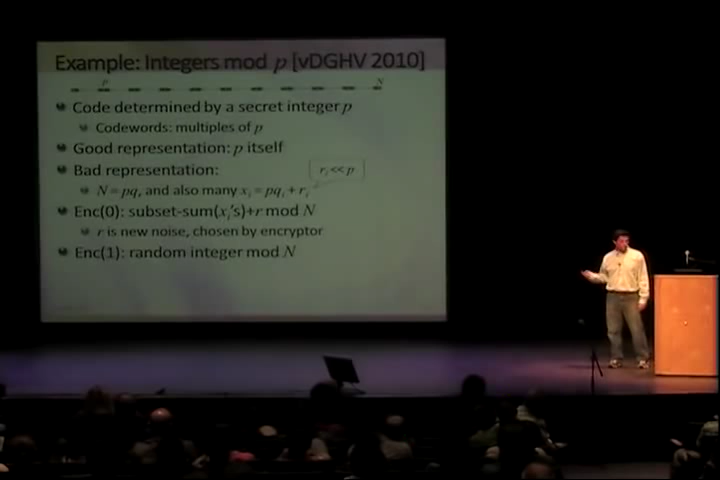 Example: Integers mod p [vDGHV 2010]
p N
Code determined by a secret integer p
Codewords: multiples of p
Good representation: p itself
Bad representation:
rᵢ << p
N = pq, and also many xᵢ = pqᵢ + rᵢ
Enc(0): subset-sum(xᵢ's)+r mod N
r is new noise, chosen by encryptor
Enc(1): random integer mod N